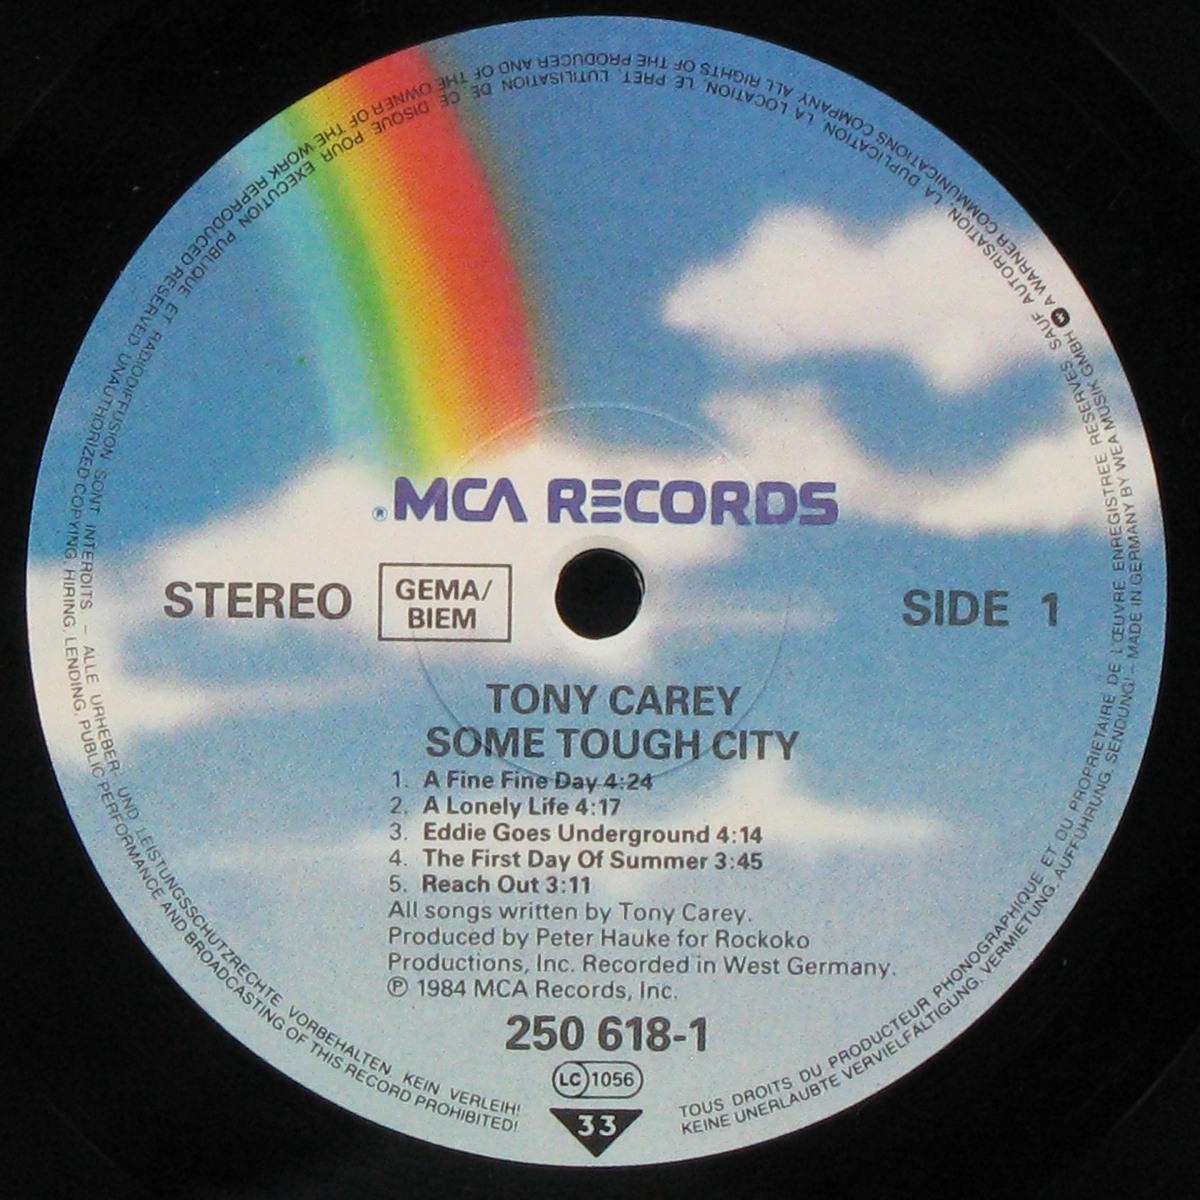 ® MCA RECORDS
STEREO
GEMA/
BIEM
SIDE 1
TONY CAREY
SOME TOUGH CITY
1. A Fine Fine Day 4:24
2. A Lonely Life 4:17
3. Eddie Goes Underground 4:14
4. The First Day Of Summer 3:45
5. Reach Out 3:11
All songs written by Tony Carey.
Produced by Peter Hauke for Rockoko
Productions, Inc. Recorded in West Germany.
℗ 1984 MCA Records, Inc.
250 618-1
LC 1056
33
TOUS DROITS DU PRODUCTEUR PHONOGRAPHIQUE ET DU PROPRIETAIRE DE L'ŒUVRE ENREGISTREE RESERVES. SAUF AUTORISATION, LA DUPLICATION, LA LOCATION, LE PRET, L'UTILISATION DE CE DISQUE POUR EXECUTION PUBLIQUE ET RADIODIFFUSION SONT INTERDITS – ALLE URHEBER- UND LEISTUNGSSCHUTZRECHTE VORBEHALTEN KEIN VERLEIH!
KEINE UNERLAUBTE VERVIELFÄLTIGUNG, VERMIETUNG, AUFFÜHRUNG, SENDUNG! – MADE IN GERMANY BY WEA MUSIK GMBH A WARNER COMMUNICATIONS COMPANY. ALL RIGHTS OF THE PRODUCER AND OF THE OWNER OF THE WORK REPRODUCED RESERVED UNAUTHORIZED COPYING HIRING, LENDING, PUBLIC PERFORMANCE AND BROADCASTING OF THIS RECORD PROHIBITED!